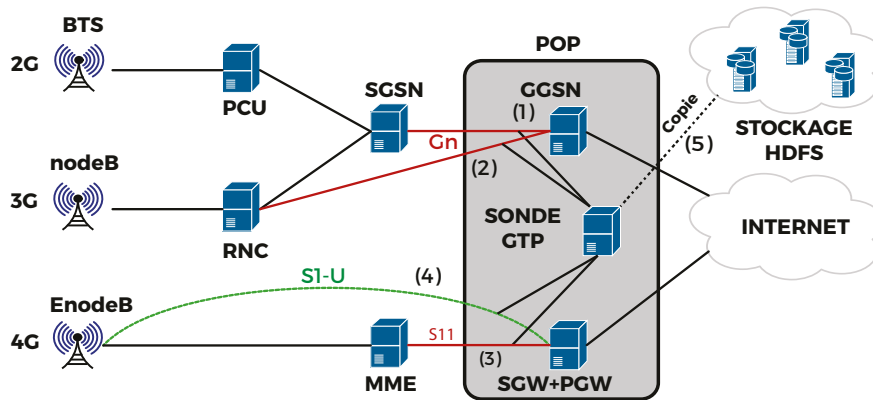 BTS
2G
PCU
SGSN
POP
GGSN
(1)
Gn
(2)
Copie
(5)
STOCKAGE
HDFS
nodeB
3G
RNC
SONDE
GTP
INTERNET
S1-U
(4)
EnodeB
4G
MME
S11
(3)
SGW+PGW